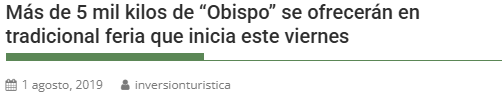 Más de 5 mil kilos de “Obispo” se ofrecerán en
tradicional feria que inicia este viernes
1 agosto, 2019 inversionturistica